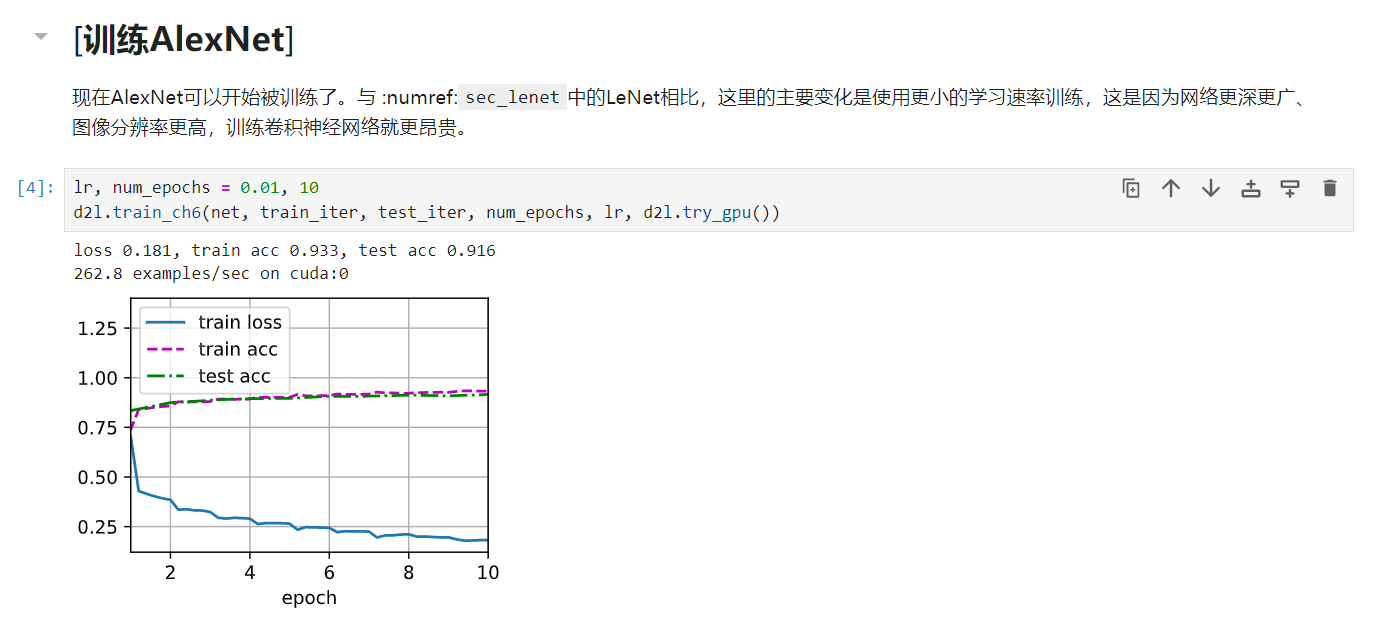 [训练AlexNet]
现在AlexNet可以开始被训练了。与 :numref: sec_lenet 中的LeNet相比，这里的主要变化是使用更小的学习速率训练，这是因为网络更深更广、
图像分辨率更高，训练卷积神经网络就更昂贵。
[4]: lr, num_epochs = 0.01, 10
d2l.train_ch6(net, train_iter, test_iter, num_epochs, lr, d2l.try_gpu())
loss 0.181, train acc 0.933, test acc 0.916
262.8 examples/sec on cuda:0
train loss
train acc
test acc
1.25
1.00
0.75
0.50
0.25
2 4 6 8 10
epoch